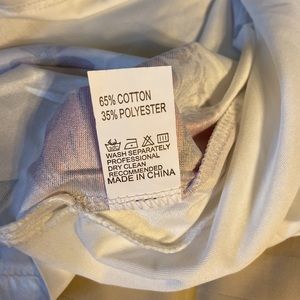 65% COTTON
35% POLYESTER
WASH SEPARATELY
PROFESSIONAL
DRY CLEAN
RECOMMENDED
MADE IN CHINA